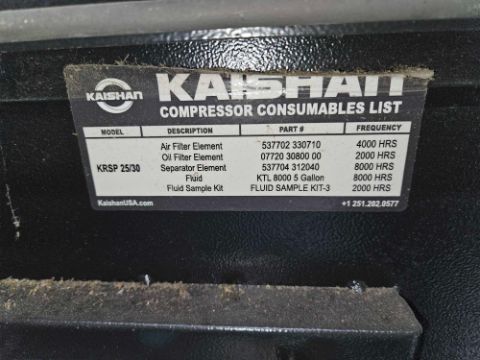 KAISHAN
KAISHAN
COMPRESSOR CONSUMABLES LIST
MODEL DESCRIPTION PART # FREQUENCY
Air Filter Element 537702 330710 4000 HRS
Oil Filter Element 07720 30800 00 2000 HRS
KRSP 25/30 Separator Element 537704 312040 8000 HRS
Fluid KTL 8000 5 Gallon 8000 HRS
Fluid Sample Kit FLUID SAMPLE KIT-3 2000 HRS
KaishanUSA.com +1 251.282.0577